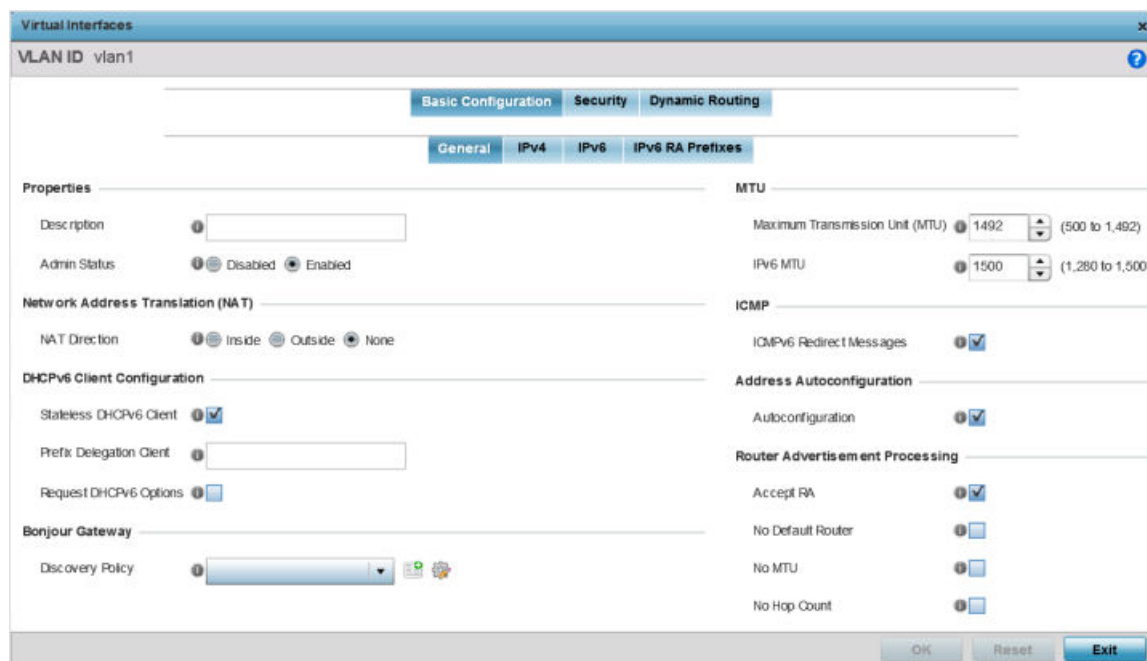 Virtual Interfaces
VLAN ID vlan1
Basic Configuration Security Dynamic Routing
General IPv4 IPv6 IPv6 RA Prefixes
Properties
Description
Admin Status Disabled Enabled
Network Address Translation (NAT)
NAT Direction Inside Outside None
DHCPv6 Client Configuration
Stateless DHCPv6 Client
Prefix Delegation Client
Request DHCPv6 Options
Bonjour Gateway
Discovery Policy
MTU
Maximum Transmission Unit (MTU) 1492 (500 to 1,492)
IPv6 MTU 1500 (1,280 to 1,500
ICMP
ICMPv6 Redirect Messages
Address Autoconfiguration
Autoconfiguration
Router Advertisement Processing
Accept RA
No Default Router
No MTU
No Hop Count
OK Reset Exit